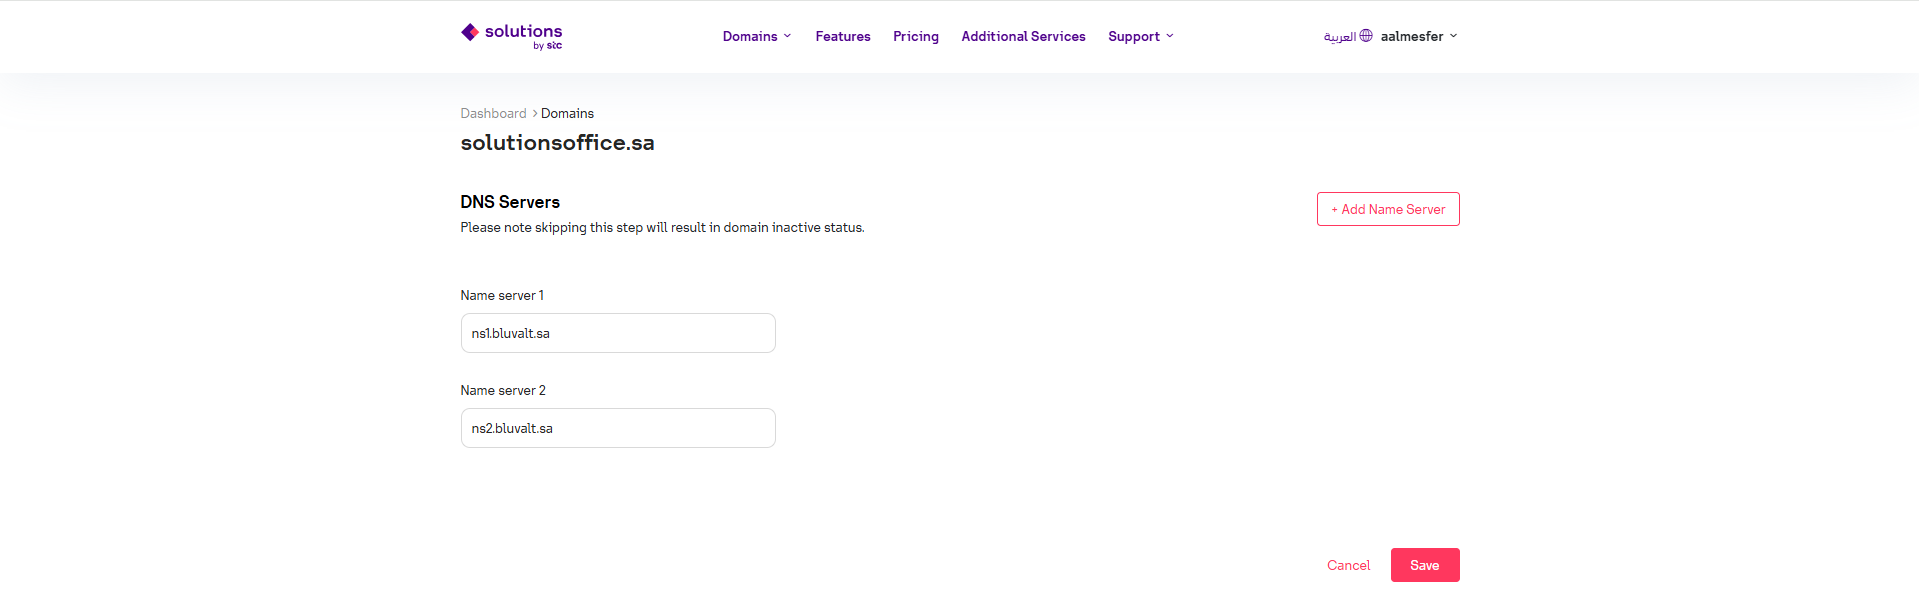 solutions
by stc
Domains Features Pricing Additional Services Support
العربية aalmesfer
Dashboard > Domains
solutionsoffice.sa
DNS Servers
+ Add Name Server
Please note skipping this step will result in domain inactive status.
Name server 1
ns1.bluvalt.sa
Name server 2
ns2.bluvalt.sa
Cancel Save